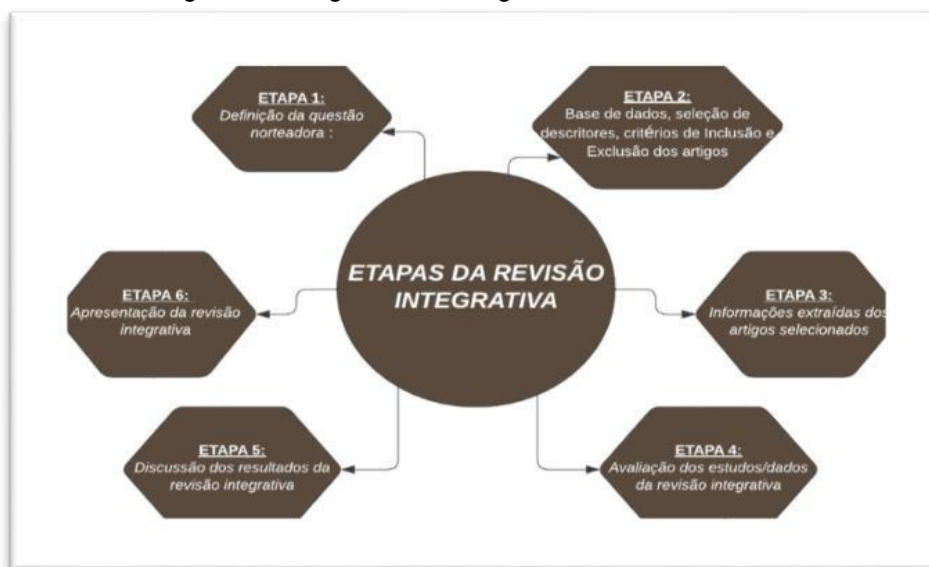 ETAPA 1:
Definição da questão
norteadora :
ETAPA 2:
Base de dados, seleção de
descritores, critérios de Inclusão e
Exclusão dos artigos
ETAPAS DA REVISÃO
INTEGRATIVA
ETAPA 6:
Apresentação da revisão
integrativa
ETAPA 3:
Informações extraídas dos
artigos selecionados
ETAPA 5:
Discussão dos resultados da
revisão integrativa
ETAPA 4:
Avaliação dos estudos/dados
da revisão integrativa